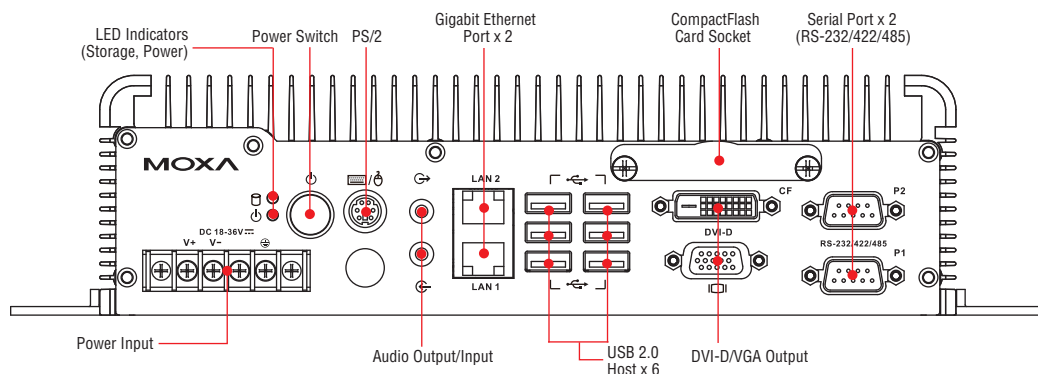 LED Indicators
(Storage, Power)
Power Switch
PS/2
Gigabit Ethernet
Port x 2
CompactFlash
Card Socket
Serial Port x 2
(RS-232/422/485)
MOXA
/
LAN 2
CF
P2
DC 18-36V
V+ V-
DVI-D
RS-232/422/485
P1
LAN 1
Power Input
Audio Output/Input
USB 2.0
Host x 6
DVI-D/VGA Output